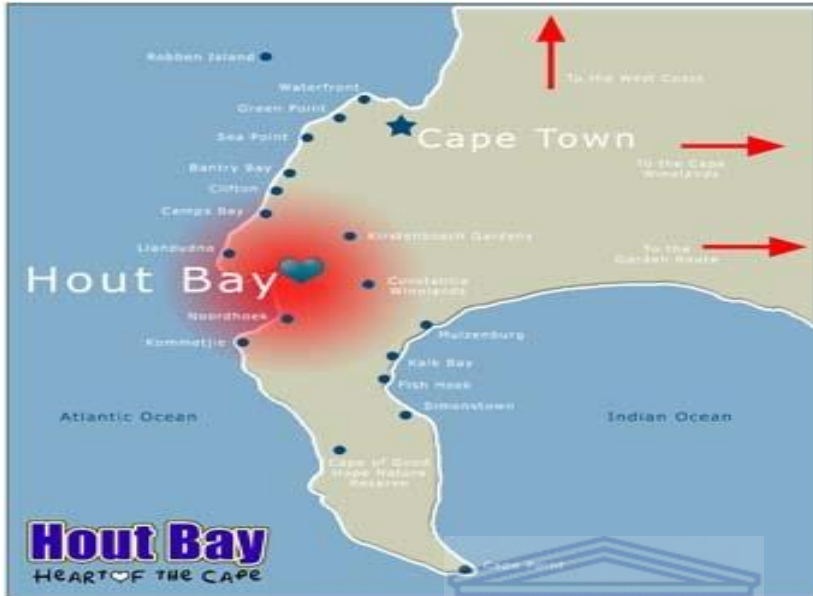 Robben Island
To the West Coast
Waterfront
Green Point
Cape Town
Sea Point
To the Cape
Winelands
Bantry Bay
Clifton
Camps Bay
Kirstenbosch Gardens
Llandudno
To the
Garden Route
Hout Bay
Constantia
Winelands
Noordhoek
Muizenburg
Kommetjie
Kalk Bay
Fish Hoek
Simonstown
Atlantic Ocean
Indian Ocean
Cape of Good
Hope Nature
Reserve
Hout Bay
HEART OF THE CAPE
Cape Point